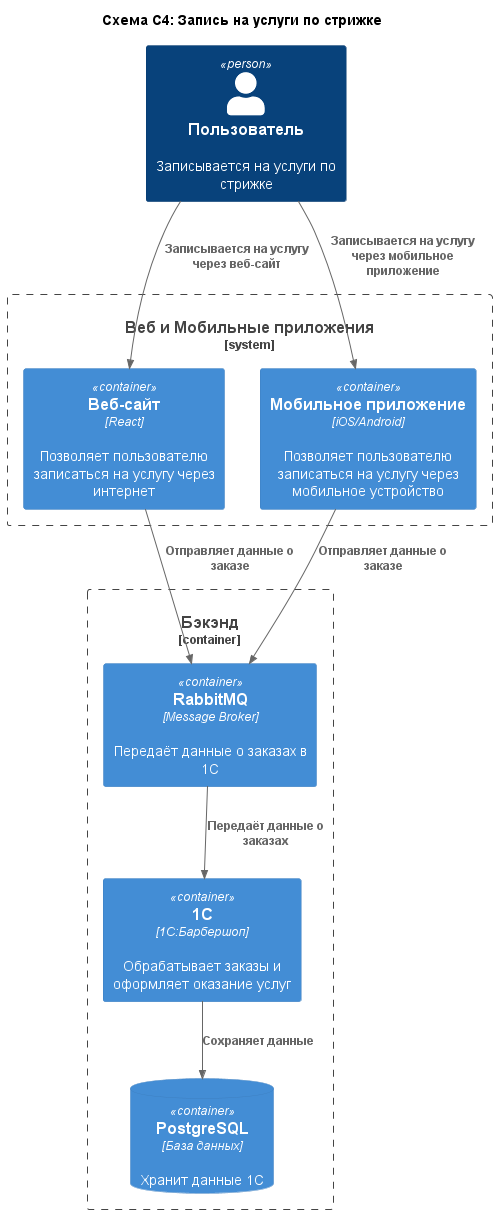 Схема C4: Запись на услуги по стрижке
«person»
Пользователь
Записывается на услуги по
стрижке
Записывается на услугу
через веб-сайт
Записывается на услугу
через мобильное
приложение
Веб и Мобильные приложения
[system]
«container»
Веб-сайт
[React]
Позволяет пользователю
записаться на услугу через
интернет
«container»
Мобильное приложение
[iOS/Android]
Позволяет пользователю
записаться на услугу через
мобильное устройство
Отправляет данные о
заказе
Отправляет данные о
заказе
Бэкэнд
[container]
«container»
RabbitMQ
[Message Broker]
Передаёт данные о заказах в
1С
Передаёт данные о
заказах
«container»
1С
[1С:Барбершоп]
Обрабатывает заказы и
оформляет оказание услуг
Сохраняет данные
«container»
PostgreSQL
[База данных]
Хранит данные 1С